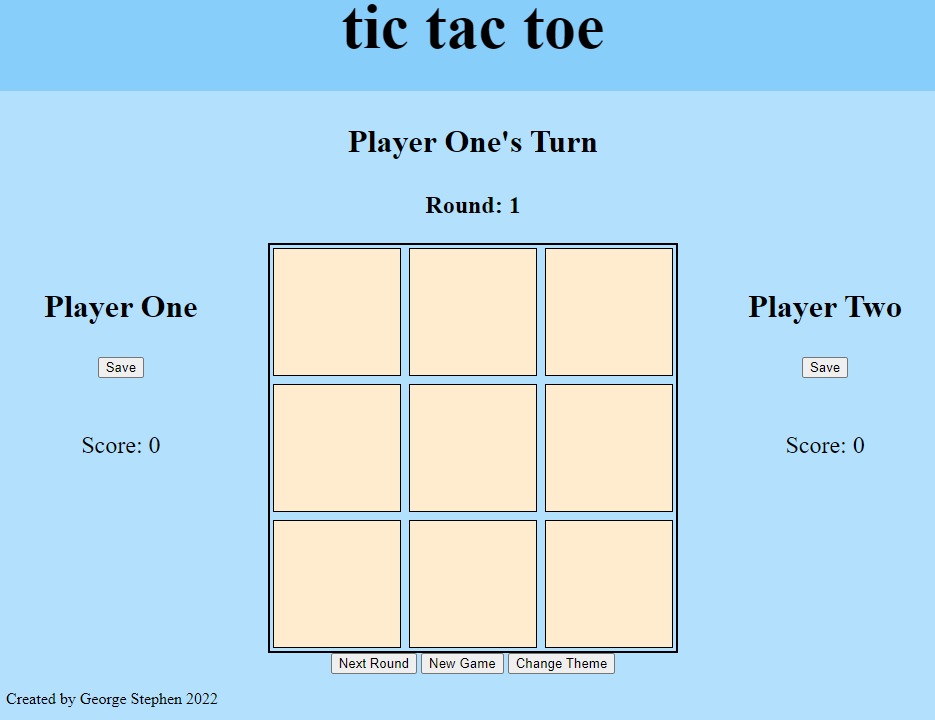 tic tac toe
Player One's Turn
Round: 1
Player One
Save
Score: 0
Player Two
Save
Score: 0
Next Round
New Game
Change Theme
Created by George Stephen 2022